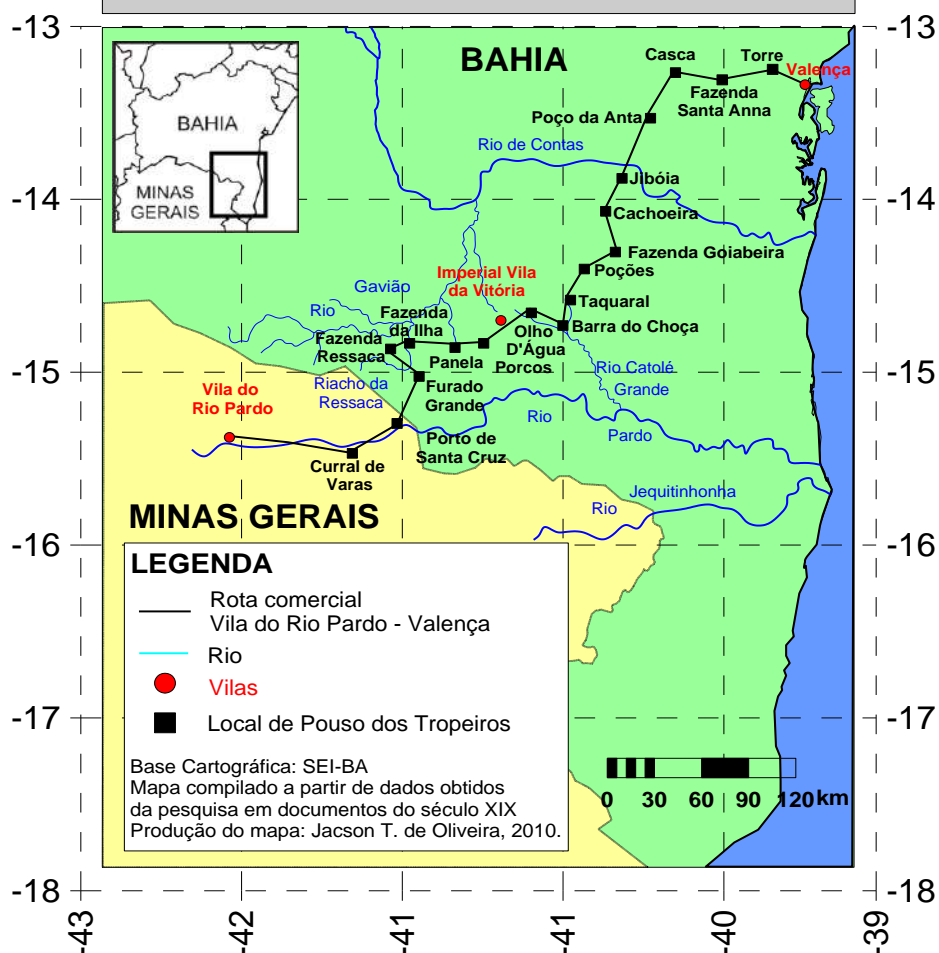 -13
-14
-15
-16
-17
-18
-13
-14
-15
-16
-17
-18
-43
-42
-41
-41
-40
-39
BAHIA
MINAS
GERAIS
BAHIA
Casca
Torre
Valença
Fazenda
Santa Anna
Poço da Anta
Rio de Contas
Jibóia
Cachoeira
Fazenda Goiabeira
Poções
Imperial Vila
da Vitória
Gavião
Rio
Taquaral
Fazenda
da Ilha
Barra do Choça
Fazenda
Ressaca
Olho
D'Água
Panela
Porcos
Rio Catolé
Grande
Vila do
Rio Pardo
Riacho da
Ressaca
Furado
Grande
Rio
Pardo
Porto de
Santa Cruz
Curral de
Varas
Jequitinhonha
Rio
MINAS GERAIS
LEGENDA
Rota comercial
Vila do Rio Pardo - Valença
Rio
Vilas
Local de Pouso dos Tropeiros
Base Cartográfica: SEI-BA
Mapa compilado a partir de dados obtidos
da pesquisa em documentos do século XIX
Produção do mapa: Jacson T. de Oliveira, 2010.
0 30 60 90 120 km